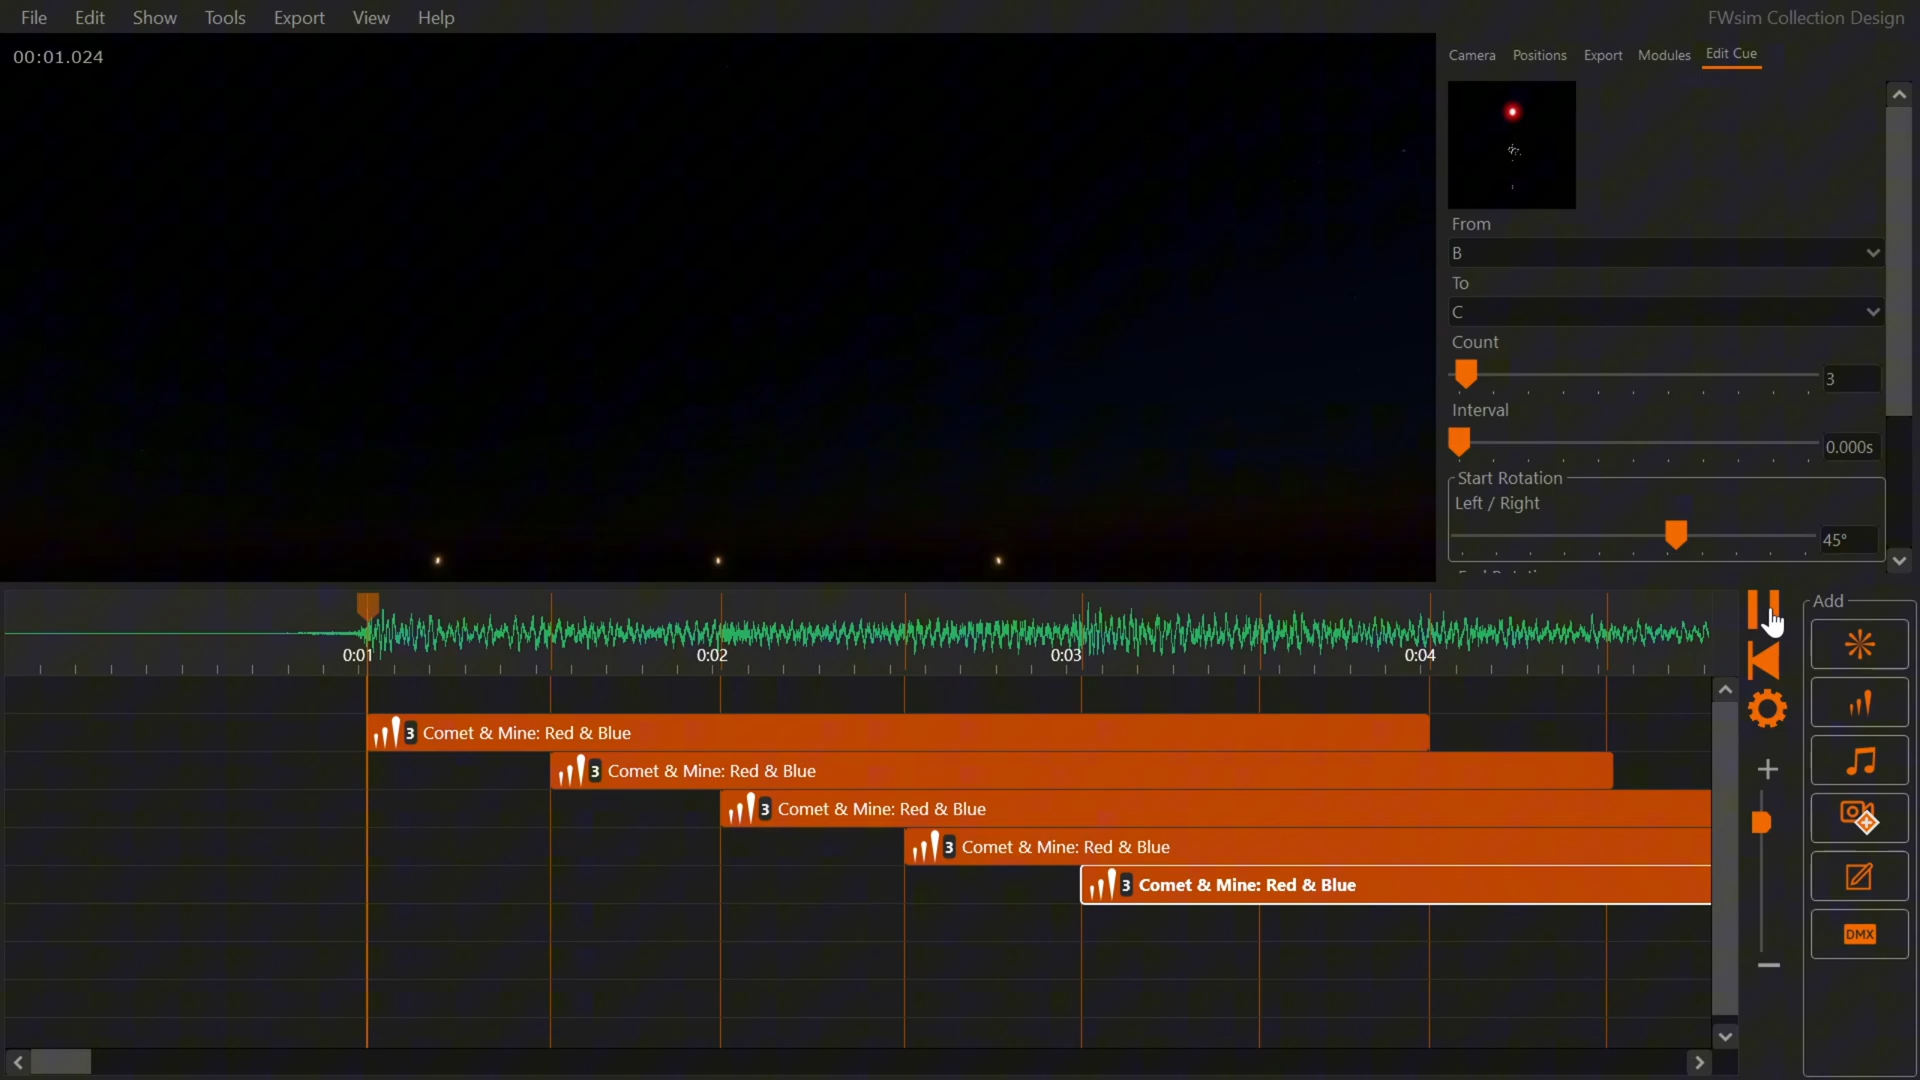 File Edit Show Tools Export View Help FWsim Collection Design
00:01.024
Camera Positions Export Modules Edit Cue
From
B
To
C
Count
3
Interval
0.000s
Start Rotation
Left / Right
45°
Add
0:01 0:02 0:03 0:04
3 Comet & Mine: Red & Blue
3 Comet & Mine: Red & Blue
3 Comet & Mine: Red & Blue
3 Comet & Mine: Red & Blue
3 Comet & Mine: Red & Blue
DMX